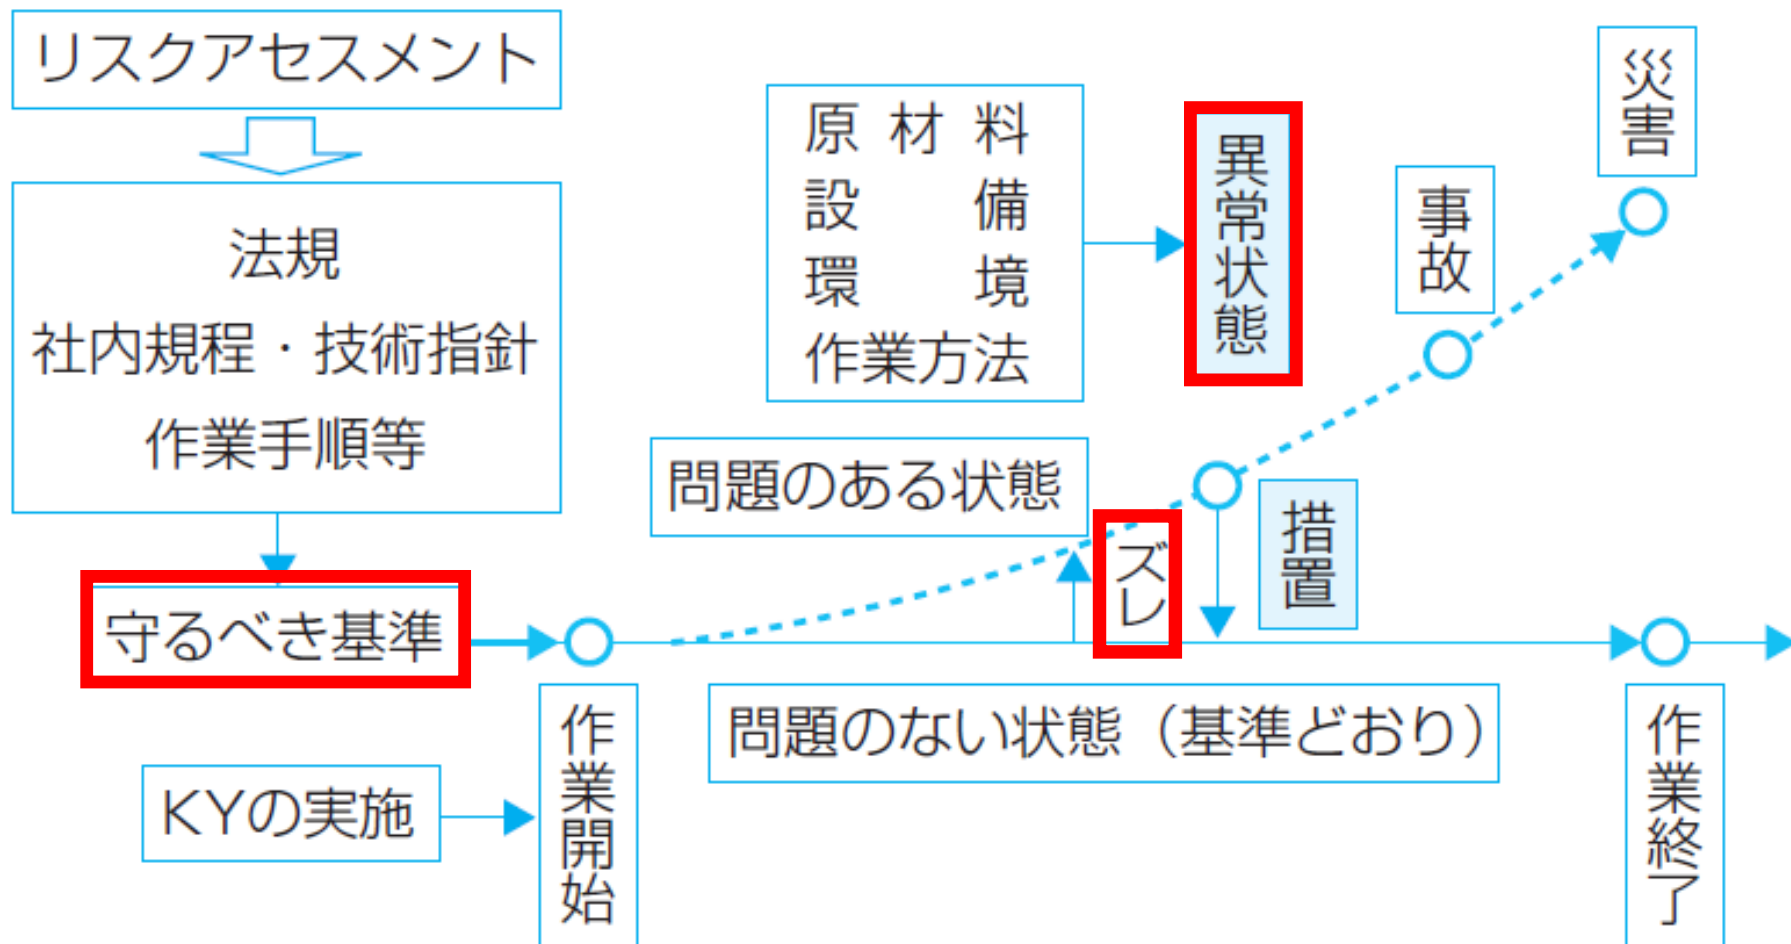 リスクアセスメント
法規
社内規程・技術指針
作業手順等
守るべき基準
KYの実施
作業開始
原材料
設備
環境
作業方法
異常状態
問題のある状態
ズレ
措置
事故
災害
問題のない状態（基準どおり）
作業終了